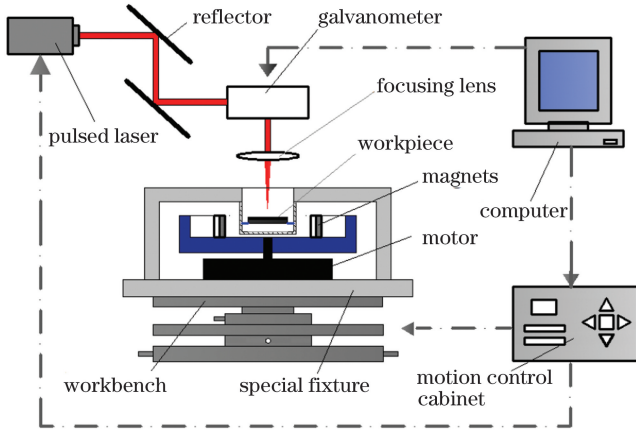 reflector
galvanometer
focusing lens
pulsed laser
workpiece
magnets
computer
motor
workbench
special fixture
motion control
cabinet